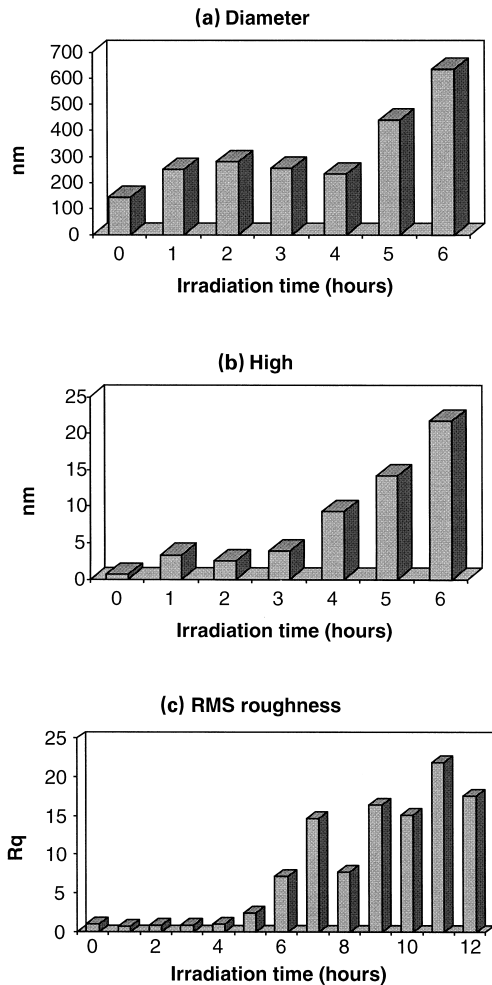 (a) Diameter
700
600
500
400
300
200
100
0
nm
0 1 2 3 4 5 6
Irradiation time (hours)
(b) High
25
20
15
10
5
0
nm
0 1 2 3 4 5 6
Irradiation time (hours)
(c) RMS roughness
25
20
15
10
5
0
Rq
0 2 4 6 8 10 12
Irradiation time (hours)